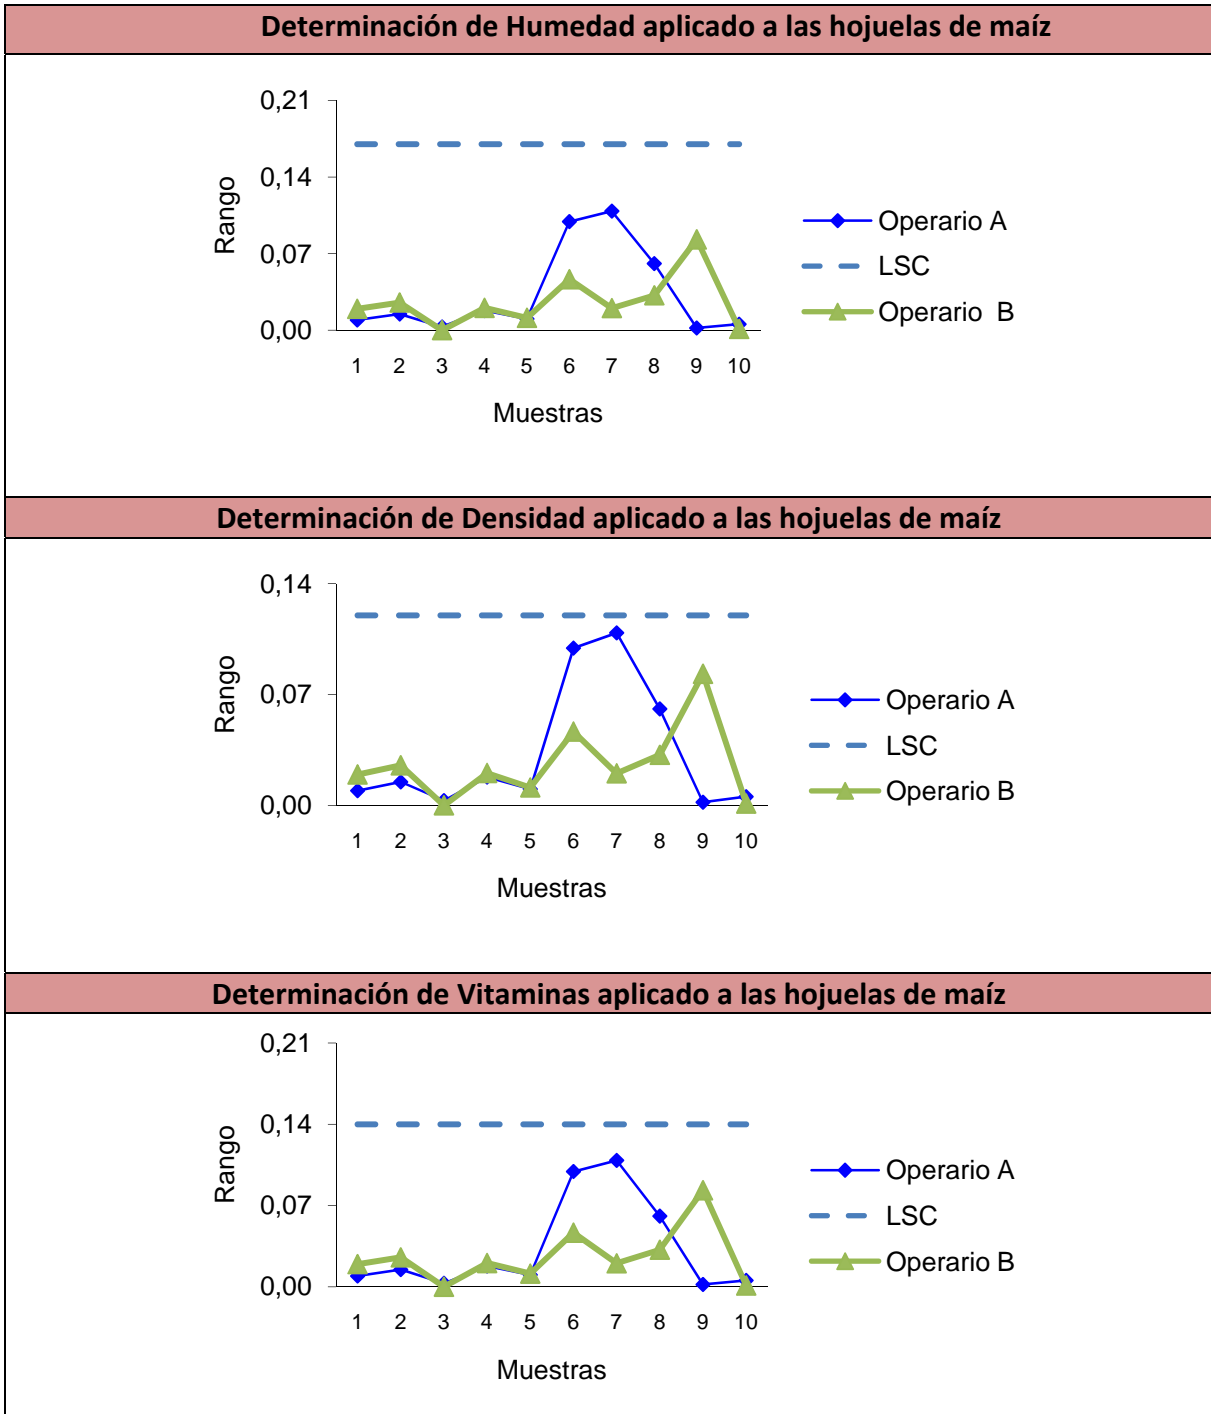 Determinación de Humedad aplicado a las hojuelas de maíz
0,21
0,14
0,07
0,00
Rango
1 2 3 4 5 6 7 8 9 10
Muestras
Operario A
LSC
Operario  B
Determinación de Densidad aplicado a las hojuelas de maíz
0,14
0,07
0,00
Rango
1 2 3 4 5 6 7 8 9 10
Muestras
Operario A
LSC
Operario B
Determinación de Vitaminas aplicado a las hojuelas de maíz
0,21
0,14
0,07
0,00
Rango
1 2 3 4 5 6 7 8 9 10
Muestras
Operario A
LSC
Operario B